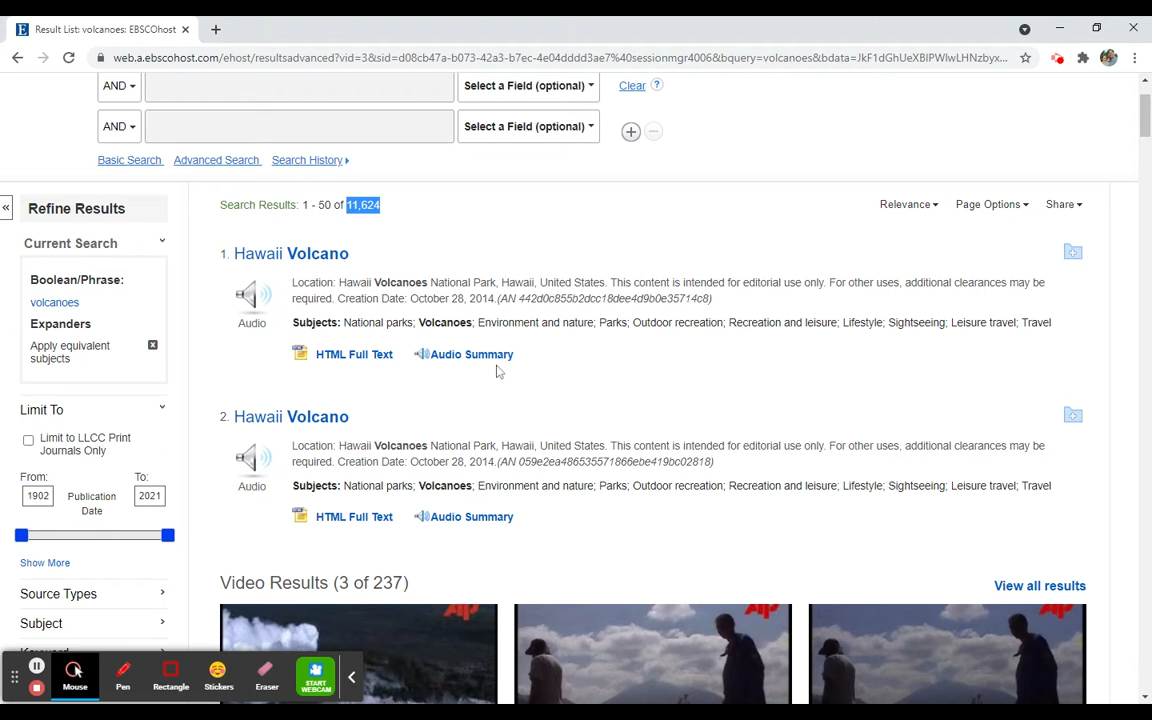 Result List: volcanoes: EBSCOhost
web.a.ebscohost.com/ehost/resultsadvanced?vid=3&sid=d08cb47a-b073-42a3-b7ec-4e04dddd3ae7%40sessionmgr4006&bquery=volcanoes&bdata=JkF1dGhUeXBlPWlwLHNzbyx...
AND
Select a Field (optional)
Clear ?
AND
Select a Field (optional)
Basic Search Advanced Search Search History
Refine Results
Search Results: 1 - 50 of 11,624
Relevance Page Options Share
Current Search
Boolean/Phrase:
volcanoes
Expanders
Apply equivalent
subjects
Limit To
Limit to LLCC Print
Journals Only
From: To:
1902 Publication 2021
Date
Show More
Source Types
Subject
1. Hawaii Volcano
Location: Hawaii Volcanoes National Park, Hawaii, United States. This content is intended for editorial use only. For other uses, additional clearances may be
required. Creation Date: October 28, 2014.(AN 442d0c855b2dcc18dee4d9b0e35714c8)
Audio
Subjects: National parks; Volcanoes; Environment and nature; Parks; Outdoor recreation; Recreation and leisure; Lifestyle; Sightseeing; Leisure travel; Travel
HTML Full Text Audio Summary
2. Hawaii Volcano
Location: Hawaii Volcanoes National Park, Hawaii, United States. This content is intended for editorial use only. For other uses, additional clearances may be
required. Creation Date: October 28, 2014.(AN 059e2ea486535571866ebe419bc02818)
Audio
Subjects: National parks; Volcanoes; Environment and nature; Parks; Outdoor recreation; Recreation and leisure; Lifestyle; Sightseeing; Leisure travel; Travel
HTML Full Text Audio Summary
Video Results (3 of 237)
View all results
AP
Mouse Pen Rectangle Stickers Eraser START
WEBCAM